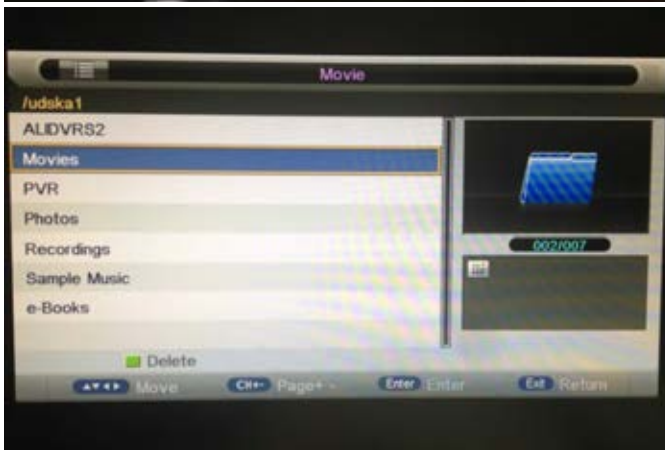 Movie
/udska1
ALIDVRS2
Movies
PVR
Photos
Recordings
Sample Music
e-Books
002/007
Delete
Move CH+- Page+ - Enter Enter Exit Return